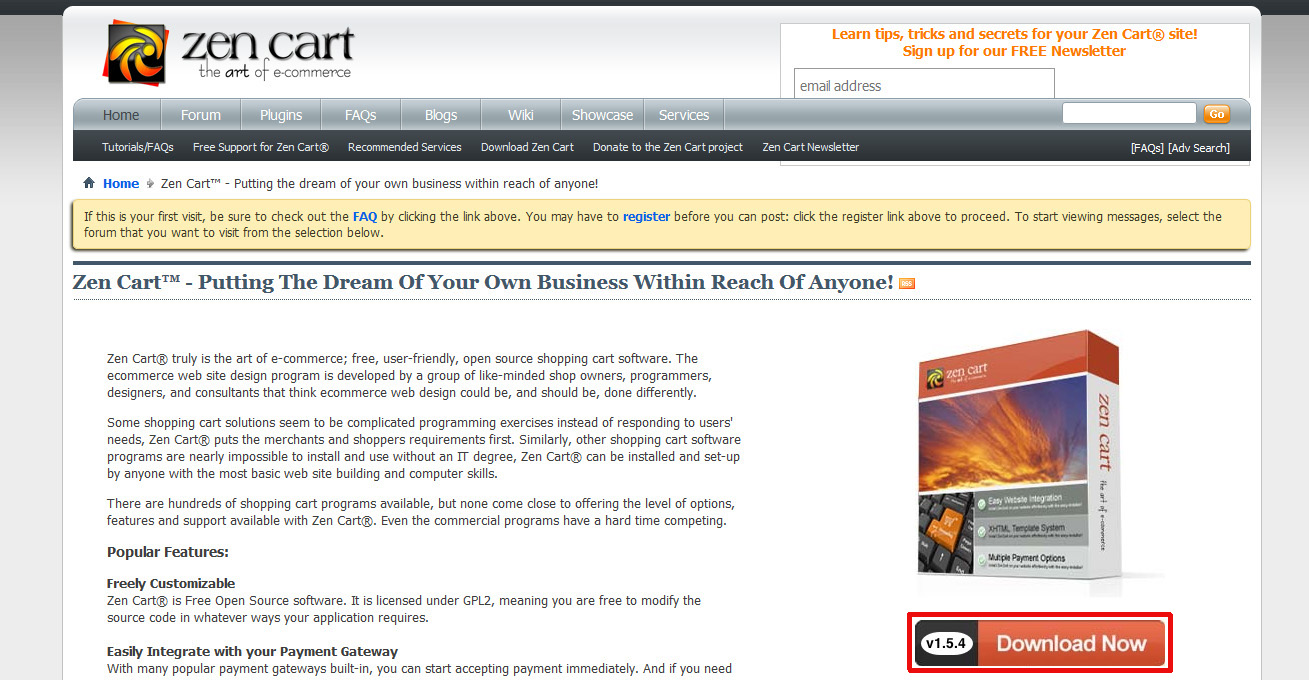 zen cart
the art of e-commerce
Learn tips, tricks and secrets for your Zen Cart® site!
Sign up for our FREE Newsletter
email address
Home Forum Plugins FAQs Blogs Wiki Showcase Services Go
Tutorials/FAQs Free Support for Zen Cart® Recommended Services Download Zen Cart Donate to the Zen Cart project Zen Cart Newsletter [FAQs] [Adv Search]
Home Zen Cart™ - Putting the dream of your own business within reach of anyone!
If this is your first visit, be sure to check out the FAQ by clicking the link above. You may have to register before you can post: click the register link above to proceed. To start viewing messages, select the
forum that you want to visit from the selection below.
Zen Cart™ - Putting The Dream Of Your Own Business Within Reach Of Anyone!
Zen Cart® truly is the art of e-commerce; free, user-friendly, open source shopping cart software. The
ecommerce web site design program is developed by a group of like-minded shop owners, programmers,
designers, and consultants that think ecommerce web design could be, and should be, done differently.
Some shopping cart solutions seem to be complicated programming exercises instead of responding to users'
needs, Zen Cart® puts the merchants and shoppers requirements first. Similarly, other shopping cart software
programs are nearly impossible to install and use without an IT degree, Zen Cart® can be installed and set-up
by anyone with the most basic web site building and computer skills.
There are hundreds of shopping cart programs available, but none come close to offering the level of options,
features and support available with Zen Cart®. Even the commercial programs have a hard time competing.
Popular Features:
Freely Customizable
Zen Cart® is Free Open Source software. It is licensed under GPL2, meaning you are free to modify the
source code in whatever ways your application requires.
Easily Integrate with your Payment Gateway
With many popular payment gateways built-in, you can start accepting payment immediately. And if you need
zen cart
the art of e-commerce
zen cart
the art of e-commerce
Easy Website Integration
XHTML Template System
Multiple Payment Options
v1.5.4 Download Now